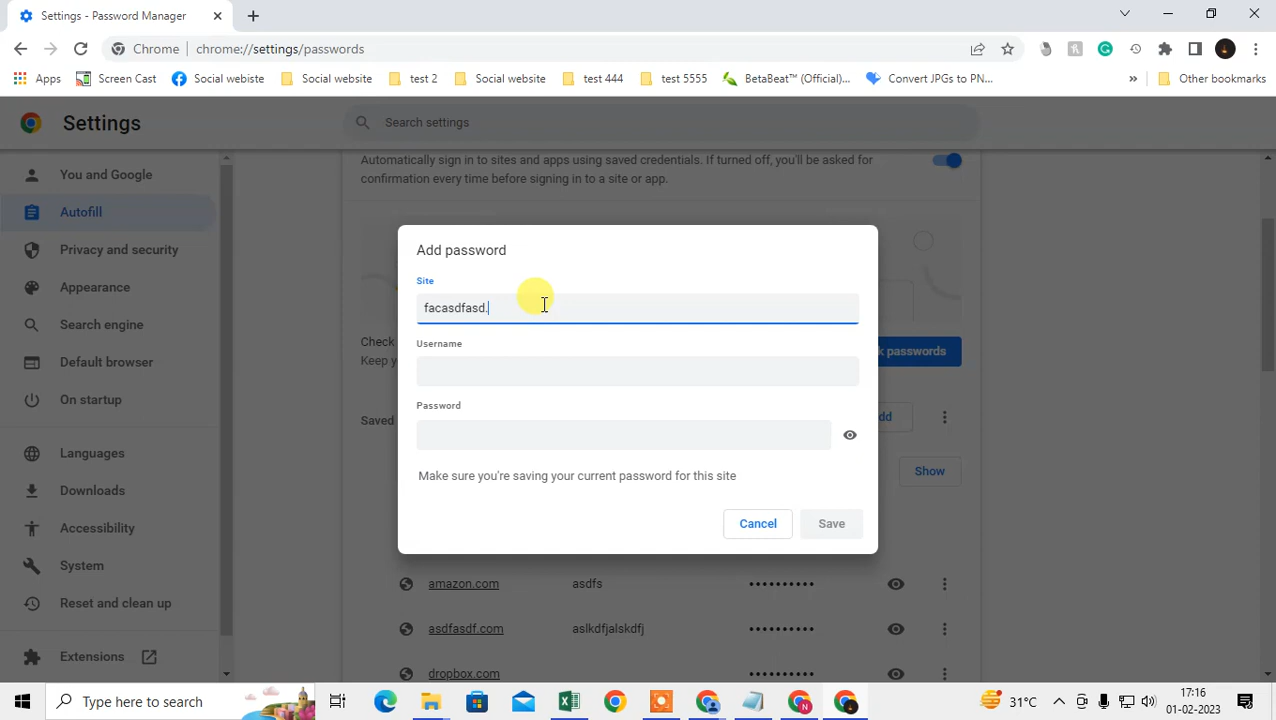 Settings - Password Manager
Chrome | chrome://settings/passwords
Apps Screen Cast Social webiste Social website test 2 Social website test 444 test 5555 BetaBeat™ (Official)... Convert JPGs to PN... » Other bookmarks
Settings
Search settings
Automatically sign in to sites and apps using saved credentials. If turned off, you'll be asked for
confirmation every time before signing in to a site or app.
You and Google
Autofill
Privacy and security
Appearance
Search engine
Default browser
On startup
Languages
Downloads
Accessibility
System
Reset and clean up
Extensions
Add password
Site
facasdfasd.
Username
Check
Keep
passwords
Password
Saved
Make sure you're saving your current password for this site
Show
Cancel
Save
amazon.com asdfs ••••••••••
asdfasdf.com aslkdfjalskdfj ••••••••••
dropbox.com ••••••••••
Type here to search
31°C
17:16
01-02-2023